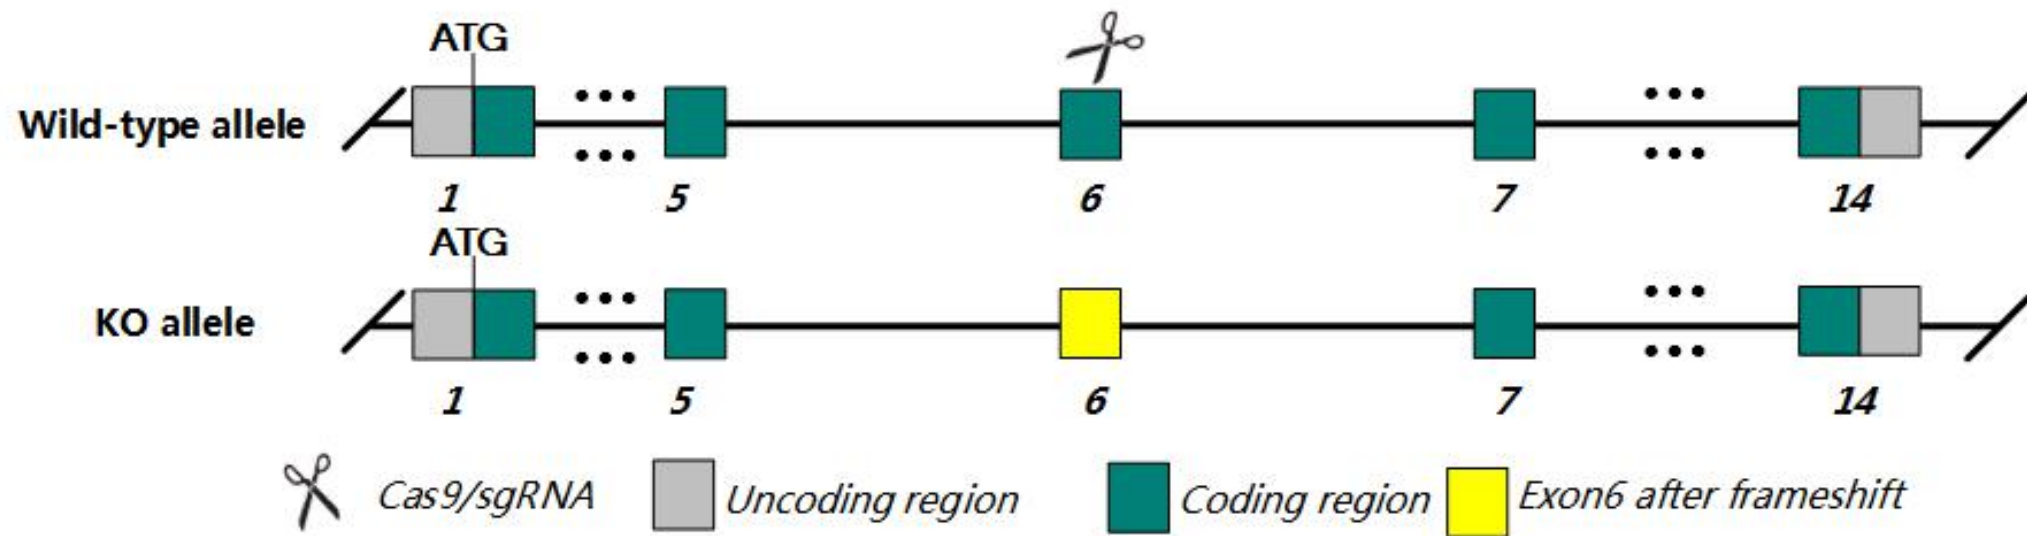 ATG
Wild-type allele
1 5 6 7 14
ATG
KO allele
1 5 6 7 14
Cas9/sgRNA Uncoding region Coding region Exon6 after frameshift